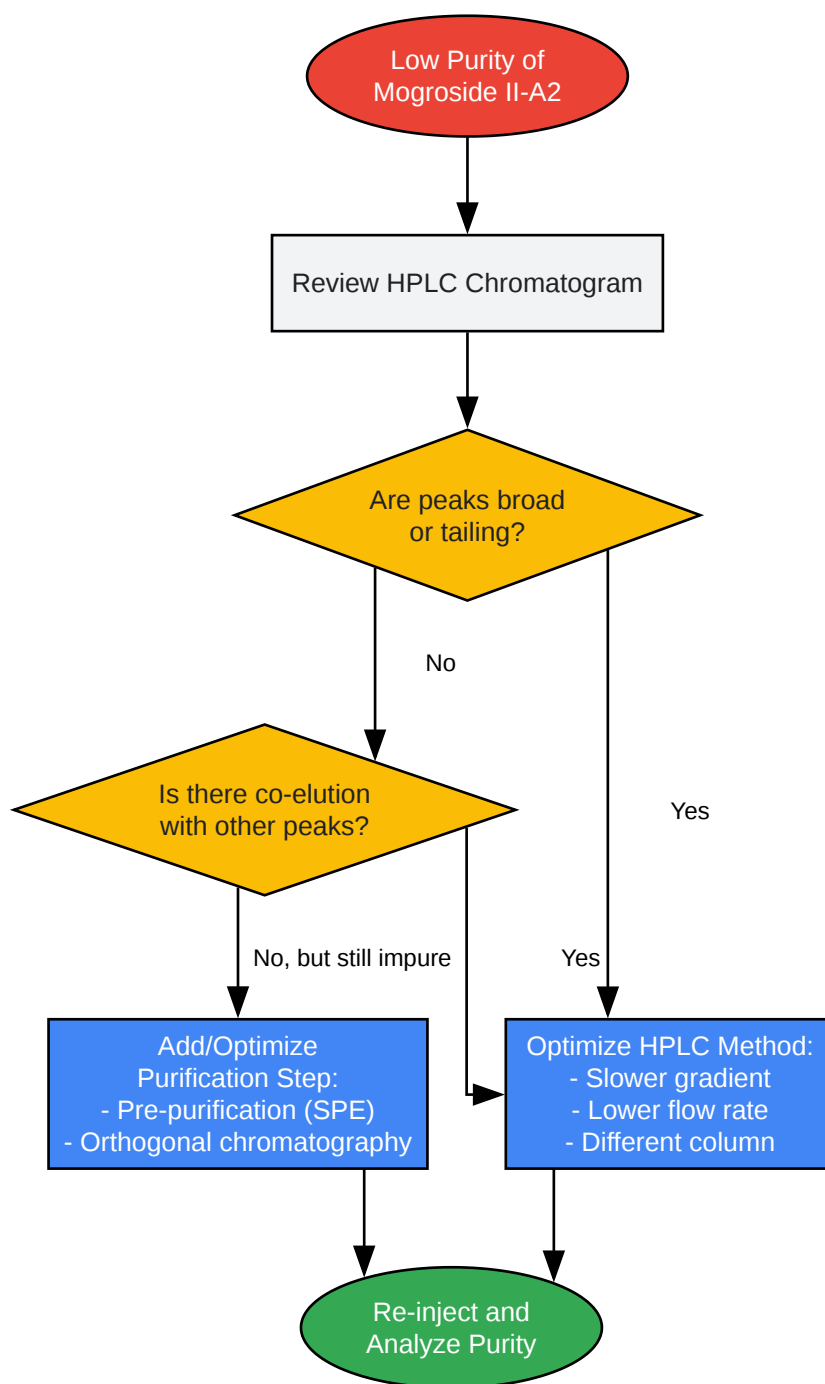 Low Purity of
Mogroside II-A2
Review HPLC Chromatogram
Are peaks broad
or tailing?
No
Is there co-elution
with other peaks?
Yes
No, but still impure
Yes
Add/Optimize
Purification Step:
- Pre-purification (SPE)
- Orthogonal chromatography
Optimize HPLC Method:
- Slower gradient
- Lower flow rate
- Different column
Re-inject and
Analyze Purity